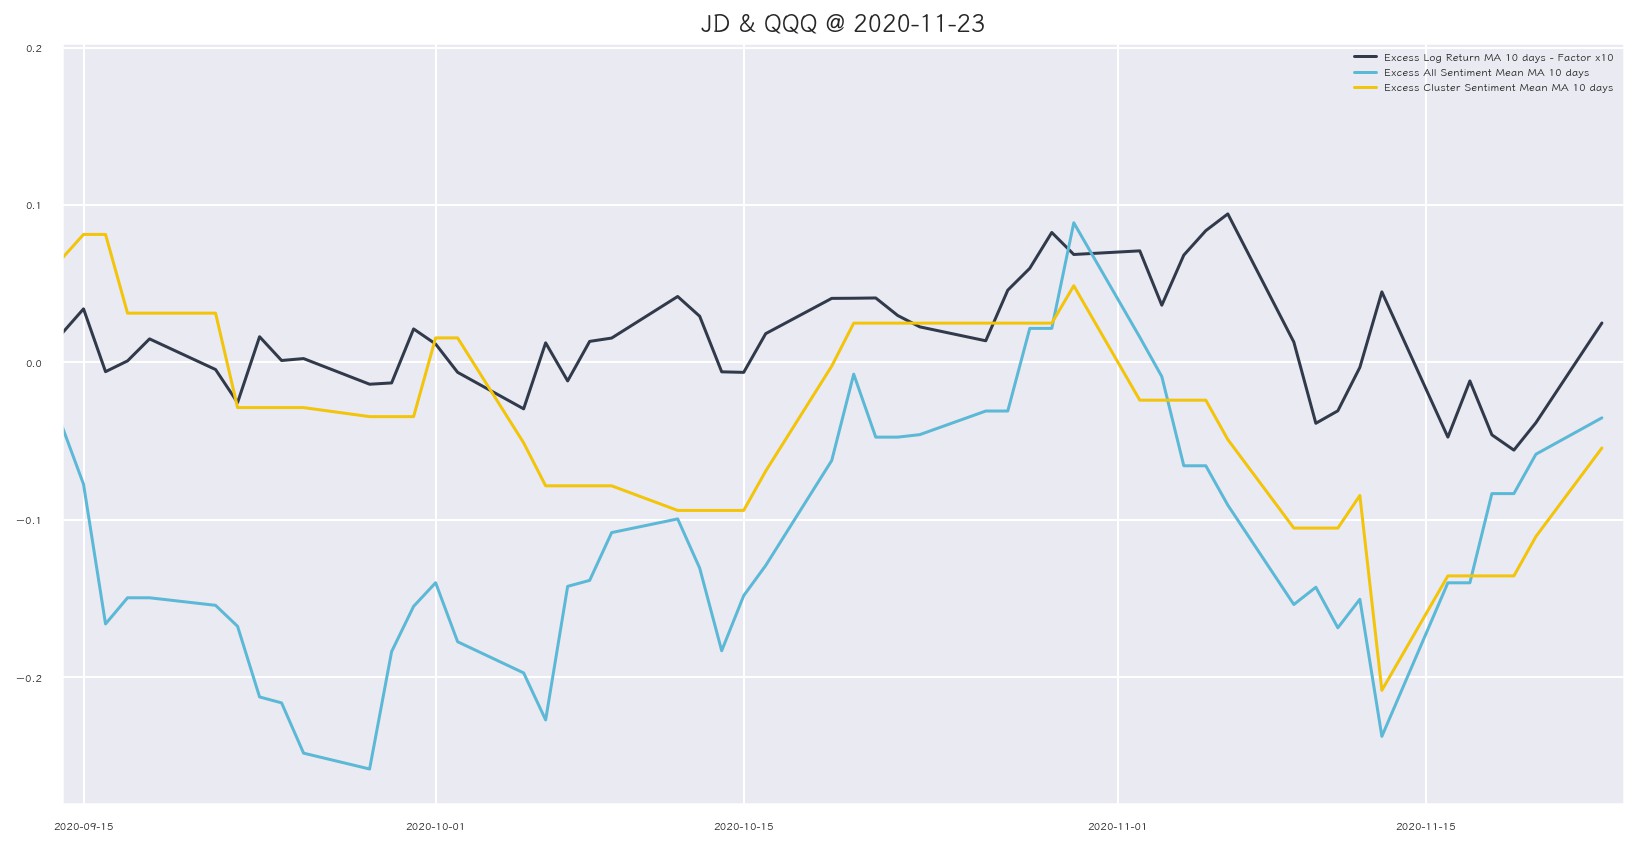 JD & QQQ @ 2020-11-23
Excess Log Return MA 10 days - Factor x10
Excess All Sentiment Mean MA 10 days
Excess Cluster Sentiment Mean MA 10 days
0.2
0.1
0.0
−0.1
−0.2
2020-09-15
2020-10-01
2020-10-15
2020-11-01
2020-11-15